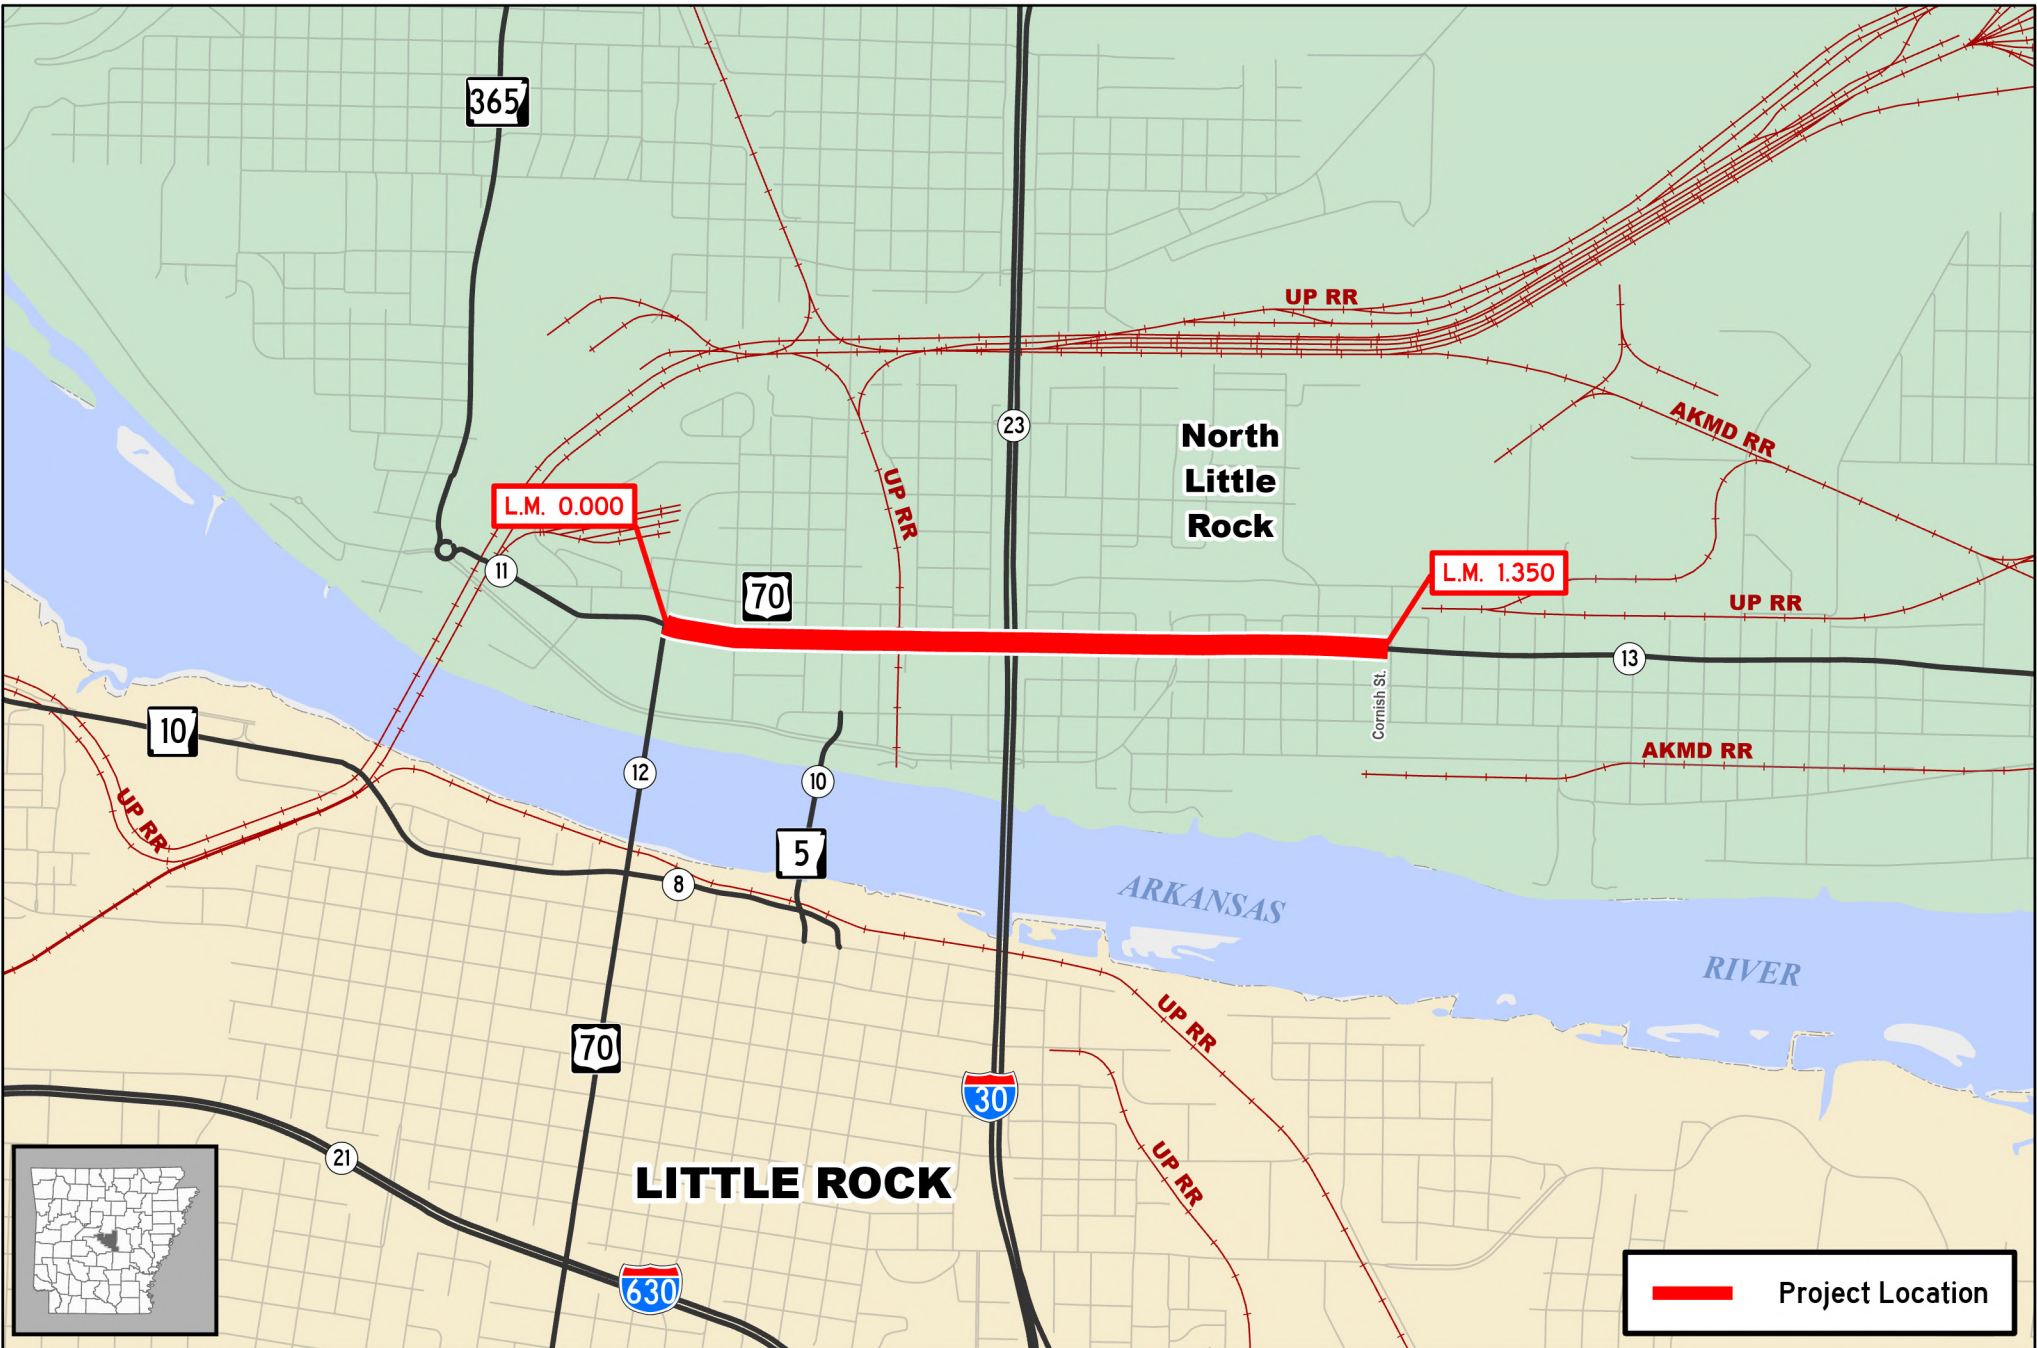 365
UP RR
AKMD RR
23
North
Little
Rock
UP RR
L.M. 0.000
11
70
L.M. 1.350
UP RR
13
Cornish St.
10
12
10
AKMD RR
UP RR
5
8
ARKANSAS
RIVER
UP RR
70
30
21
UP RR
LITTLE ROCK
630
Project Location